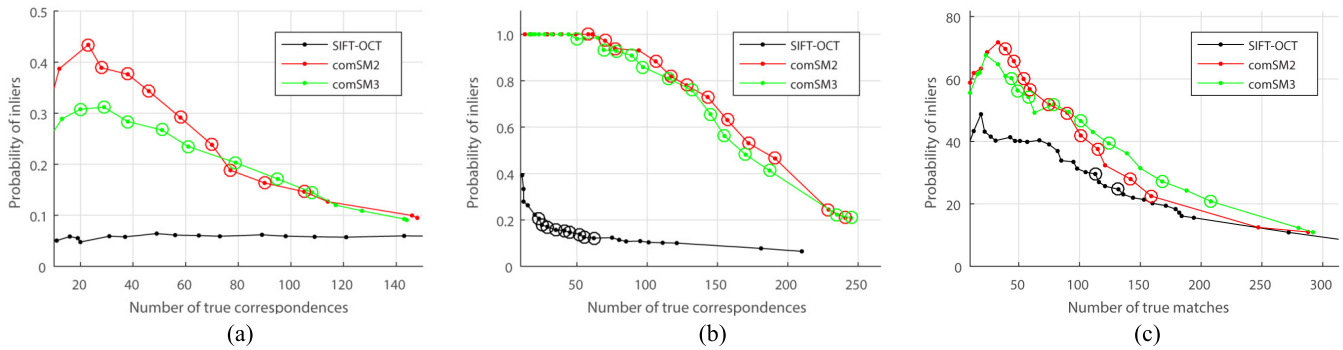 0.5
0.4
0.3
0.2
0.1
0
20
40
60
80
100
120
140
Probability of inliers
Number of true correspondences
SIFT-OCT
comSM2
comSM3
(a)
1.0
0.8
0.6
0.4
0.2
0
50
100
150
200
250
Probability of inliers
Number of true correspondences
SIFT-OCT
comSM2
comSM3
(b)
80
60
40
20
0
50
100
150
200
250
300
Probability of inliers
Number of true matches
SIFT-OCT
comSM2
comSM3
(c)